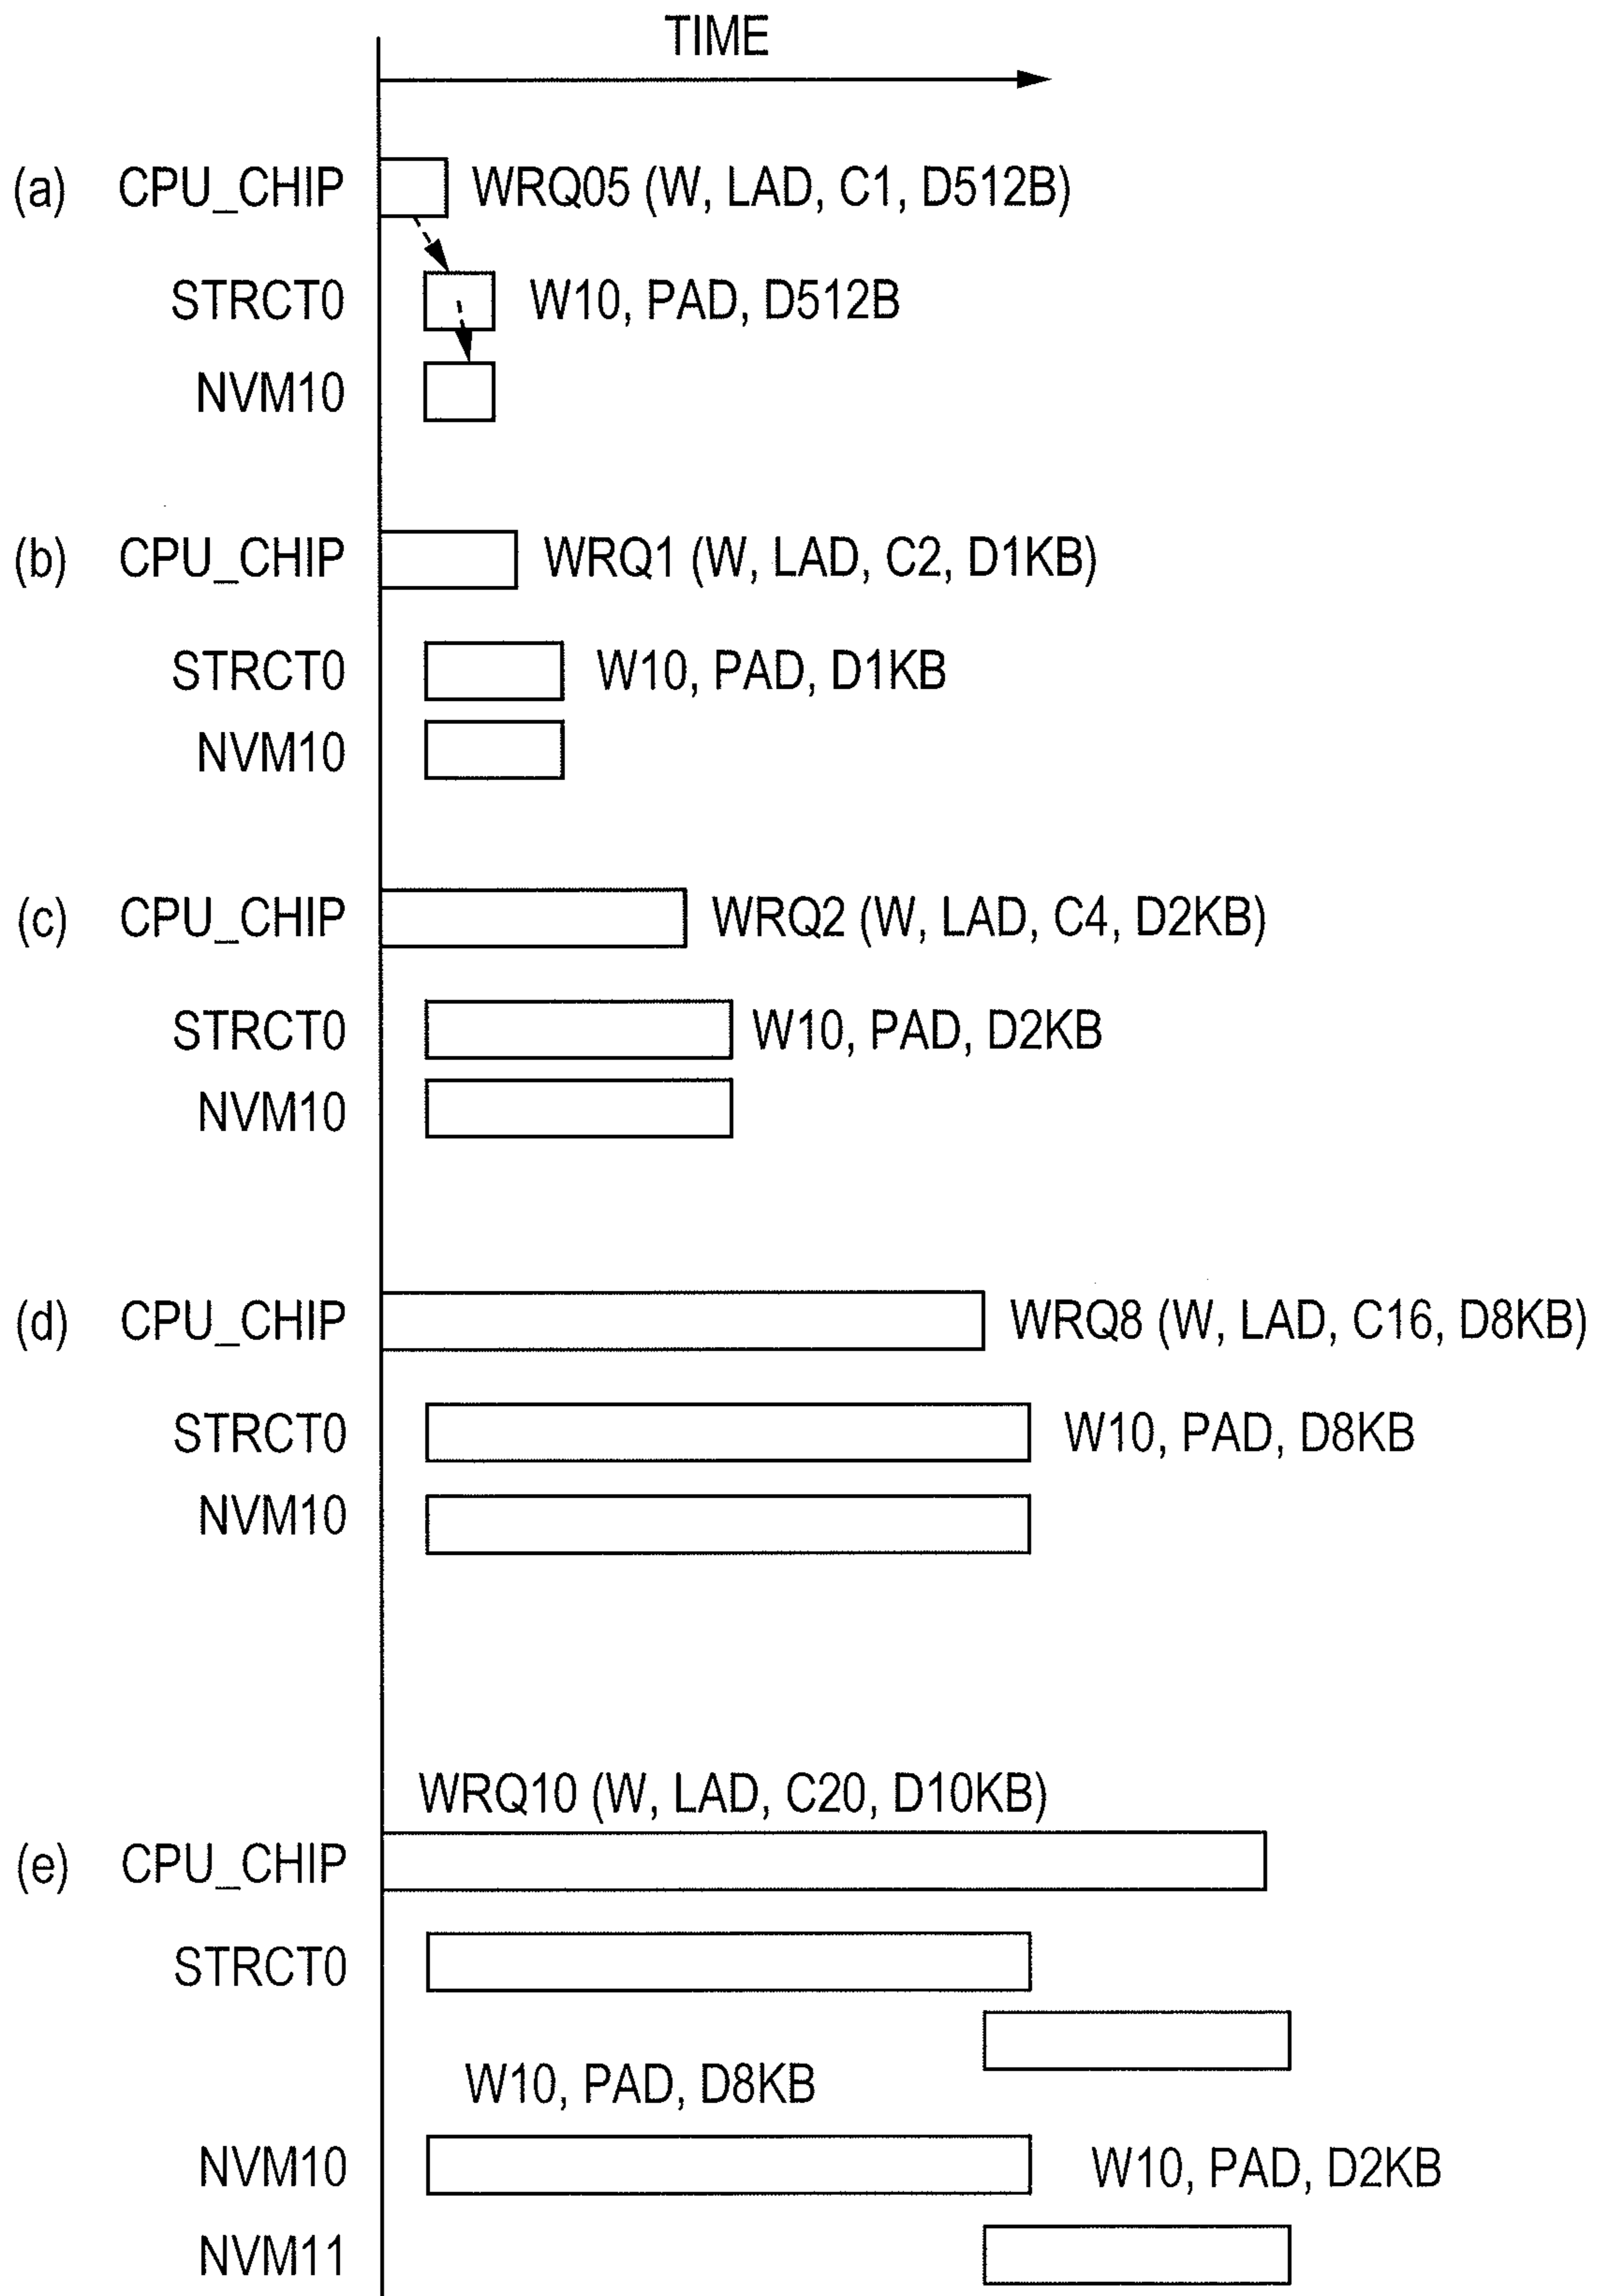 TIME
(a) CPU_CHIP WRQ05 (W, LAD, C1, D512B)
STRCT0 W10, PAD, D512B
NVM10
(b) CPU_CHIP WRQ1 (W, LAD, C2, D1KB)
STRCT0 W10, PAD, D1KB
NVM10
(c) CPU_CHIP WRQ2 (W, LAD, C4, D2KB)
STRCT0 W10, PAD, D2KB
NVM10
(d) CPU_CHIP WRQ8 (W, LAD, C16, D8KB)
STRCT0 W10, PAD, D8KB
NVM10
WRQ10 (W, LAD, C20, D10KB)
(e) CPU_CHIP
STRCT0
W10, PAD, D8KB
NVM10 W10, PAD, D2KB
NVM11